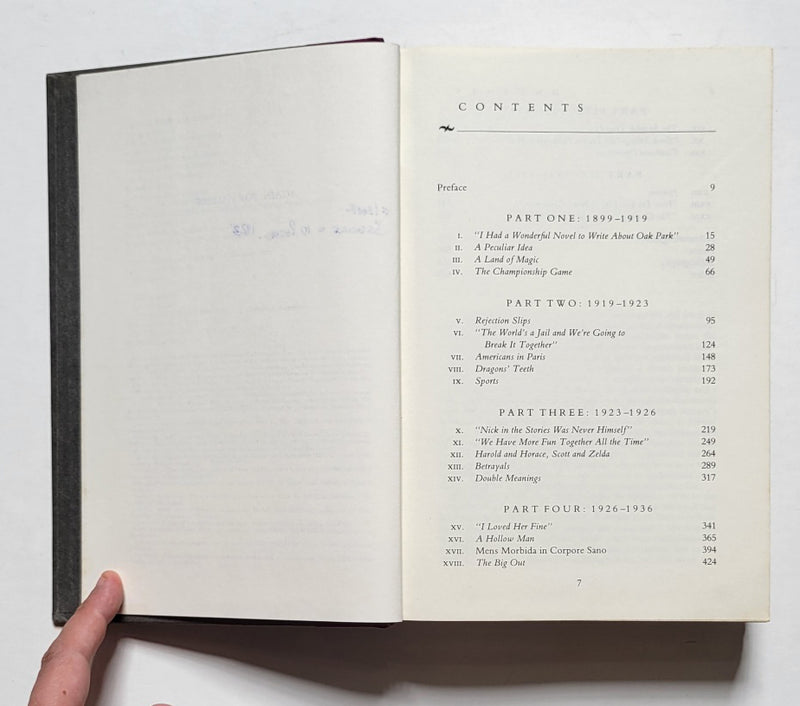 CONTENTS
Preface 9
PART ONE: 1899–1919
I. "I Had a Wonderful Novel to Write About Oak Park" 15
II. A Peculiar Idea 28
III. A Land of Magic 49
IV. The Championship Game 66
PART TWO: 1919–1923
V. Rejection Slips 95
VI. "The World's a Jail and We're Going to
Break It Together" 124
VII. Americans in Paris 148
VIII. Dragons' Teeth 173
IX. Sports 192
PART THREE: 1923–1926
X. "Nick in the Stories Was Never Himself" 219
XI. "We Have More Fun Together All the Time" 249
XII. Harold and Horace, Scott and Zelda 264
XIII. Betrayals 289
XIV. Double Meanings 317
PART FOUR: 1926–1936
XV. "I Loved Her Fine" 341
XVI. A Hollow Man 365
XVII. Mens Morbida in Corpore Sano 394
XVIII. The Big Out 424
7